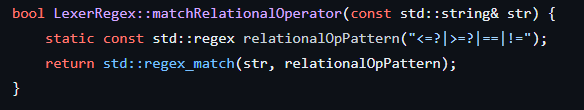 bool LexerRegex::matchRelationalOperator(const std::string& str) {
    static const std::regex relationalOpPattern("<=?|>=?|==|!=");
    return std::regex_match(str, relationalOpPattern);
}